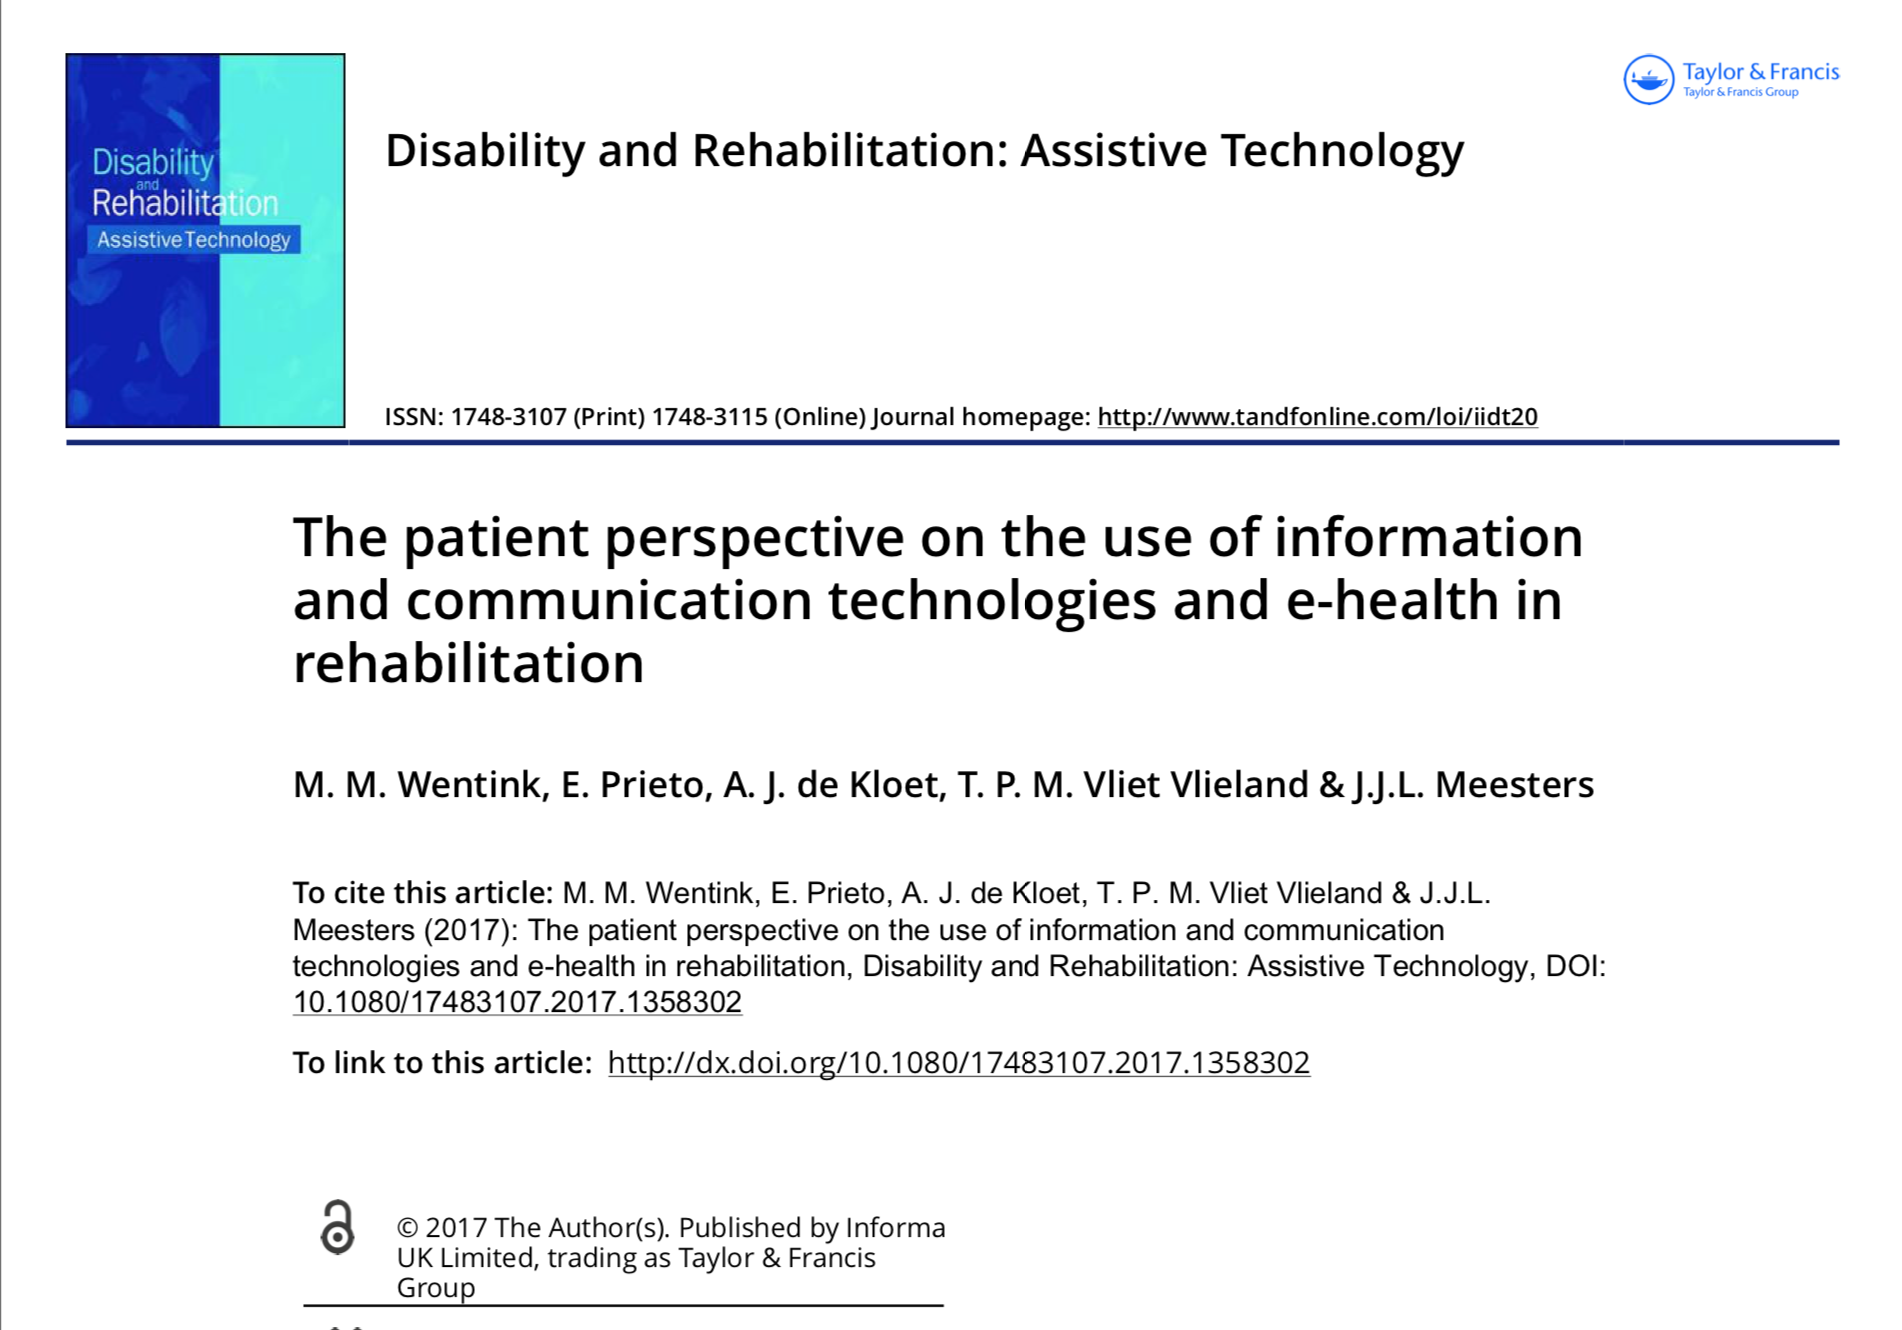 Taylor & Francis
Taylor & Francis Group
Disability
and
Rehabilitation
Assistive Technology
Disability and Rehabilitation: Assistive Technology
ISSN: 1748-3107 (Print) 1748-3115 (Online) Journal homepage: http://www.tandfonline.com/loi/iidt20
The patient perspective on the use of information
and communication technologies and e-health in
rehabilitation
M. M. Wentink, E. Prieto, A. J. de Kloet, T. P. M. Vliet Vlieland & J.J.L. Meesters
To cite this article: M. M. Wentink, E. Prieto, A. J. de Kloet, T. P. M. Vliet Vlieland & J.J.L.
Meesters (2017): The patient perspective on the use of information and communication
technologies and e-health in rehabilitation, Disability and Rehabilitation: Assistive Technology, DOI:
10.1080/17483107.2017.1358302
To link to this article: http://dx.doi.org/10.1080/17483107.2017.1358302
© 2017 The Author(s). Published by Informa
UK Limited, trading as Taylor & Francis
Group